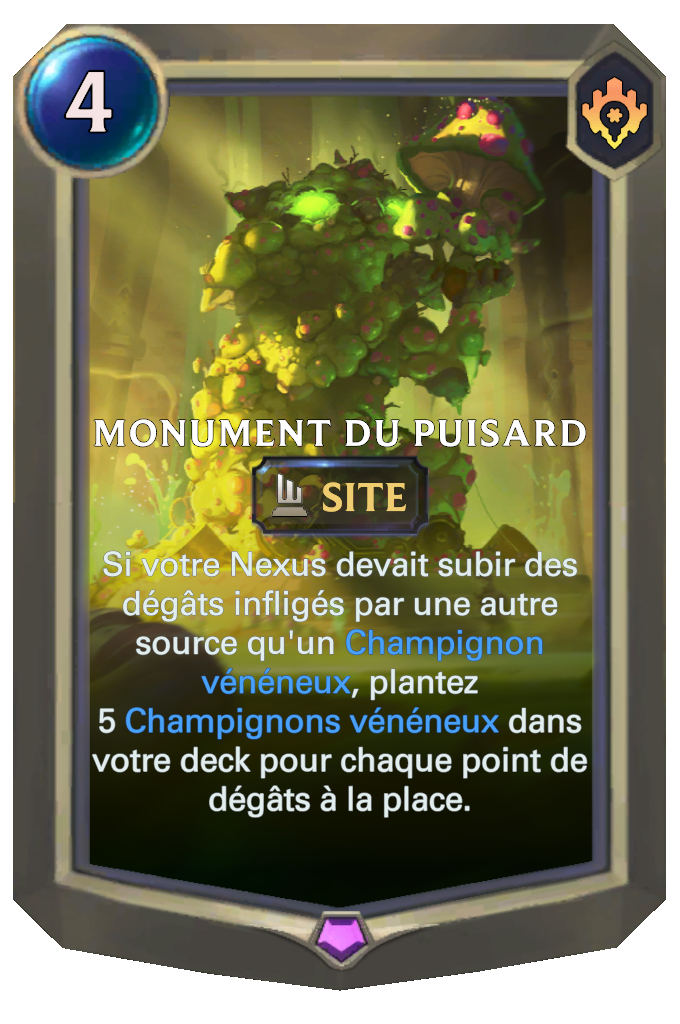 4
MONUMENT DU PUISARD
SITE
Si votre Nexus devait subir des
dégâts infligés par une autre
source qu'un Champignon
vénéneux, plantez
5 Champignons vénéneux dans
votre deck pour chaque point de
dégâts à la place.